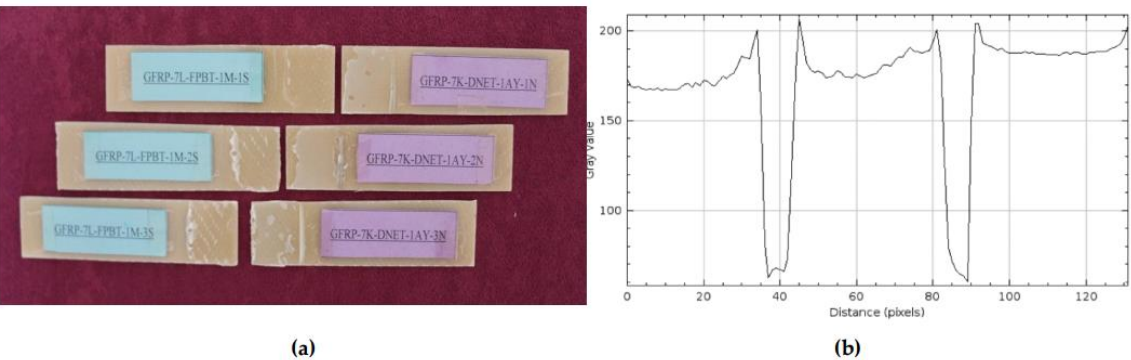 GFRP-7L-FPBT-1M-1S
GFRP-7K-DNET-1AY-1N
GFRP-7L-FPBT-1M-2S
GFRP-7K-DNET-1AY-2N
GFRP-7L-FPBT-1M-3S
GFRP-7K-DNET-1AY-3N
(a)
200
150
100
Gray Value
0 20 40 60 80 100 120
Distance (pixels)
(b)